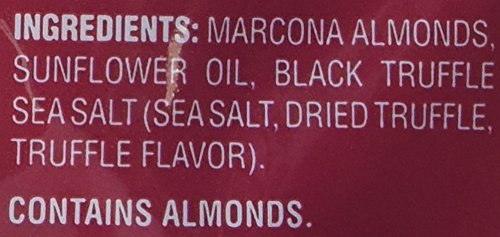 INGREDIENTS: MARCONA ALMONDS,
SUNFLOWER OIL, BLACK TRUFFLE
SEA SALT (SEA SALT, DRIED TRUFFLE,
TRUFFLE FLAVOR).
CONTAINS ALMONDS.